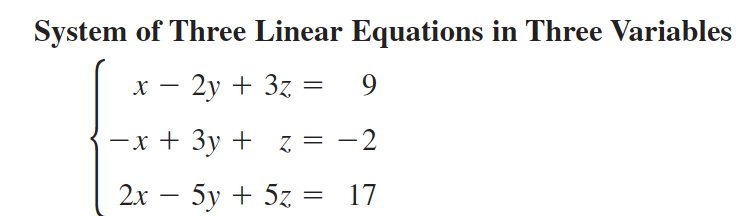 System of Three Linear Equations in Three Variables
x − 2y + 3z = 9
−x + 3y + z = −2
2x − 5y + 5z = 17